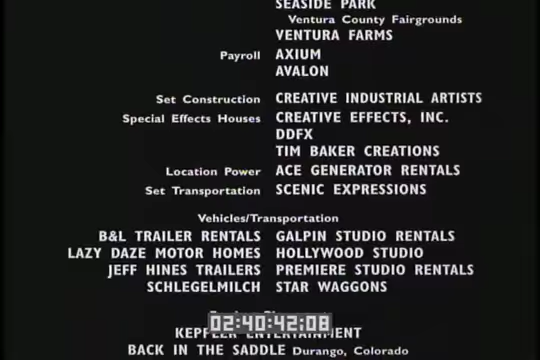 SEASIDE PARK
Ventura County Fairgrounds
VENTURA FARMS
Payroll AXIUM
AVALON
Set Construction CREATIVE INDUSTRIAL ARTISTS
Special Effects Houses CREATIVE EFFECTS, INC.
DDFX
TIM BAKER CREATIONS
Location Power ACE GENERATOR RENTALS
Set Transportation SCENIC EXPRESSIONS
Vehicles/Transportation
B&L TRAILER RENTALS GALPIN STUDIO RENTALS
LAZY DAZE MOTOR HOMES HOLLYWOOD STUDIO
JEFF HINES TRAILERS PREMIERE STUDIO RENTALS
SCHLEGELMILCH STAR WAGGONS
02:40:42:08
ENTERTAINMENT
BACK IN THE SADDLE Durango, Colorado